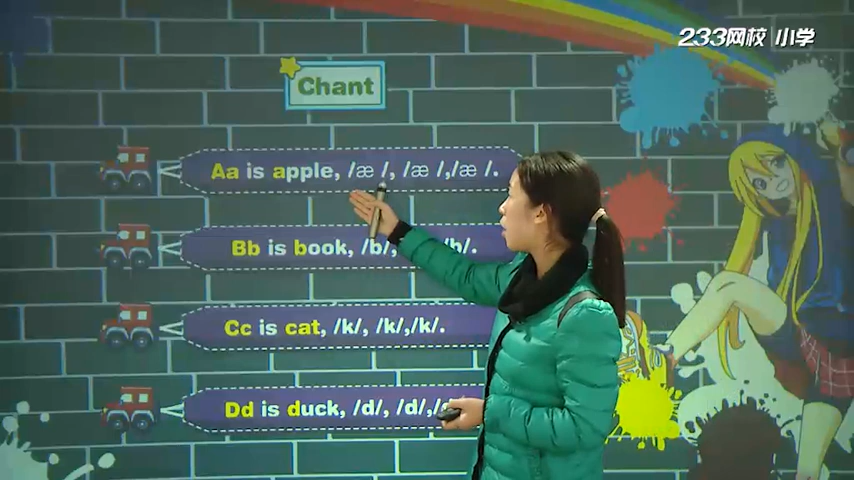 233网校 小学
Chant
Aa is apple, /æ /, /æ /,/æ /.
Bb is book, /b/, /b/.
Cc is cat, /k/, /k/,/k/.
Dd is duck, /d/, /d/,